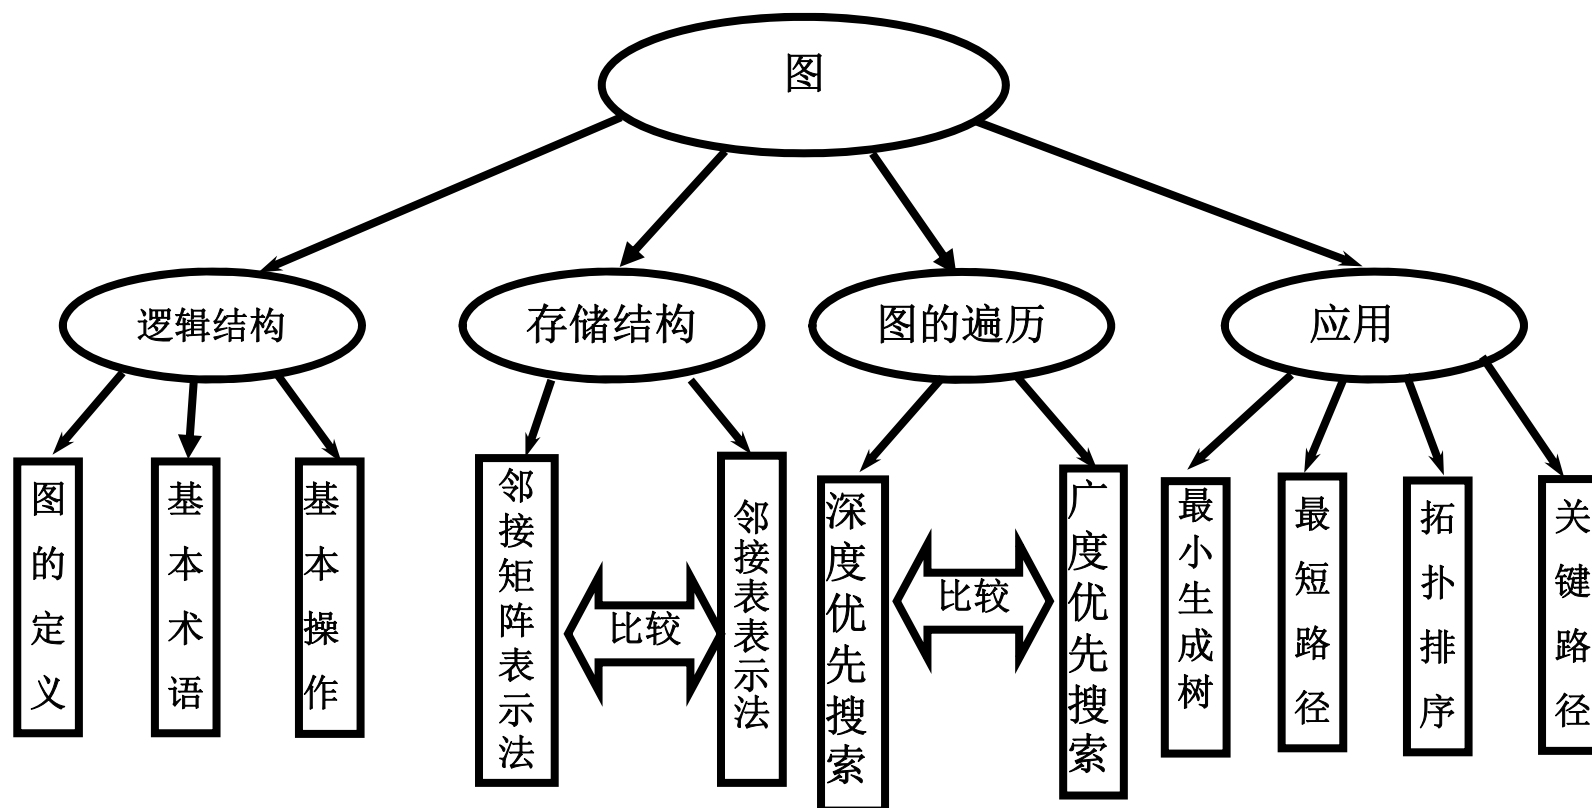 图
逻辑结构
存储结构
图的遍历
应用
图的定义
基本术语
基本操作
邻接矩阵表示法
比较
邻接表表示法
深度优先搜索
比较
广度优先搜索
最小生成树
最短路径
拓扑排序
关键路径